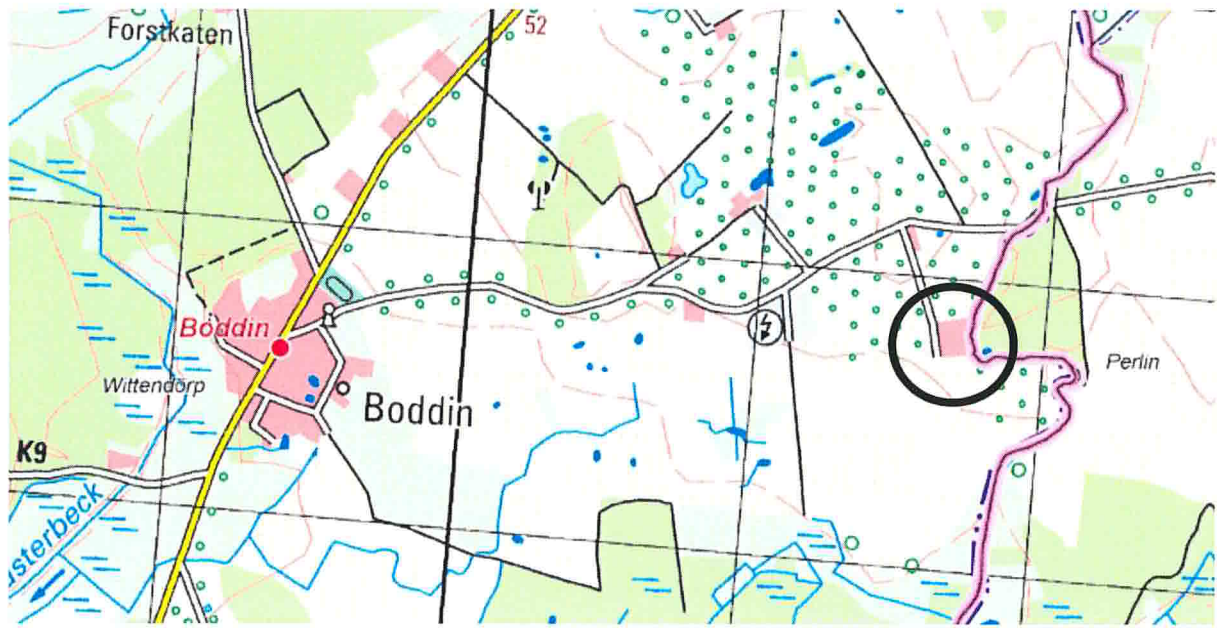 Forstkaten
52
Boddin
Wittendörp
Boddin
Perlin
K9
usterbeck